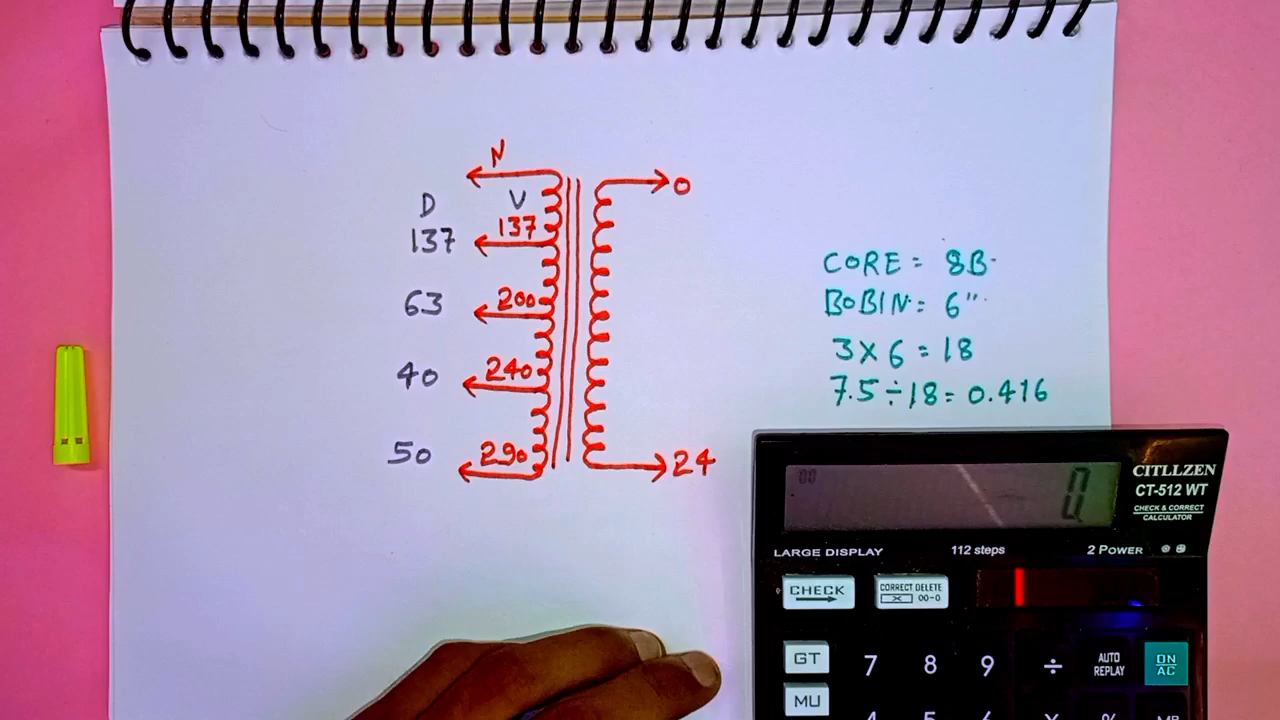 N
D V
137 137
63 200
40 240
50 290
0
24
CORE = 8B
BOBIN = 6"
3 X 6 = 18
7.5 ÷ 18 = 0.416
00 0
CITLLZEN
CT-512 WT
CHECK & CORRECT
CALCULATOR
LARGE DISPLAY 112 steps 2 POWER
CHECK
CORRECT DELETE
X 00→0
GT 7 8 9 ÷ AUTO REPLAY ON AC
MU